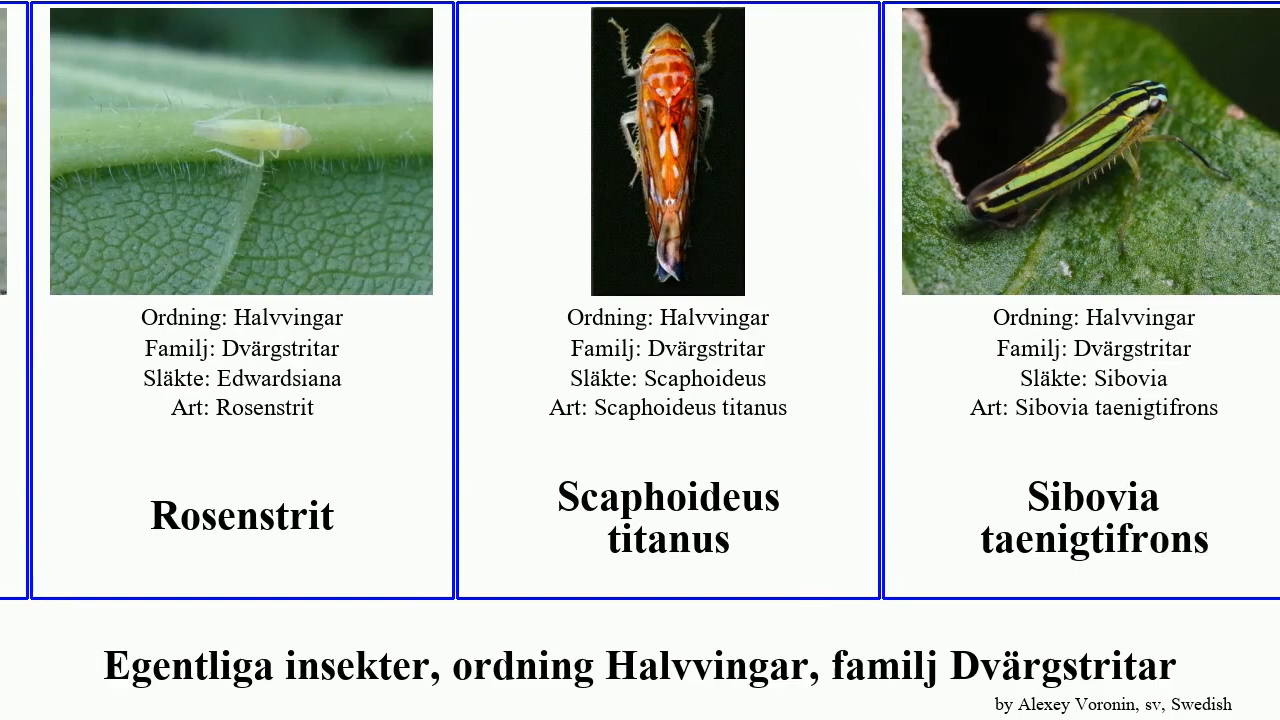 Ordning: Halvvingar
Familj: Dvärgstritar
Släkte: Edwardsiana
Art: Rosenstrit
Rosenstrit
Ordning: Halvvingar
Familj: Dvärgstritar
Släkte: Scaphoideus
Art: Scaphoideus titanus
Scaphoideus
titanus
Ordning: Halvvingar
Familj: Dvärgstritar
Släkte: Sibovia
Art: Sibovia taenigtifrons
Sibovia
taenigtifrons
Egentliga insekter, ordning Halvvingar, familj Dvärgstritar
by Alexey Voronin, sv, Swedish